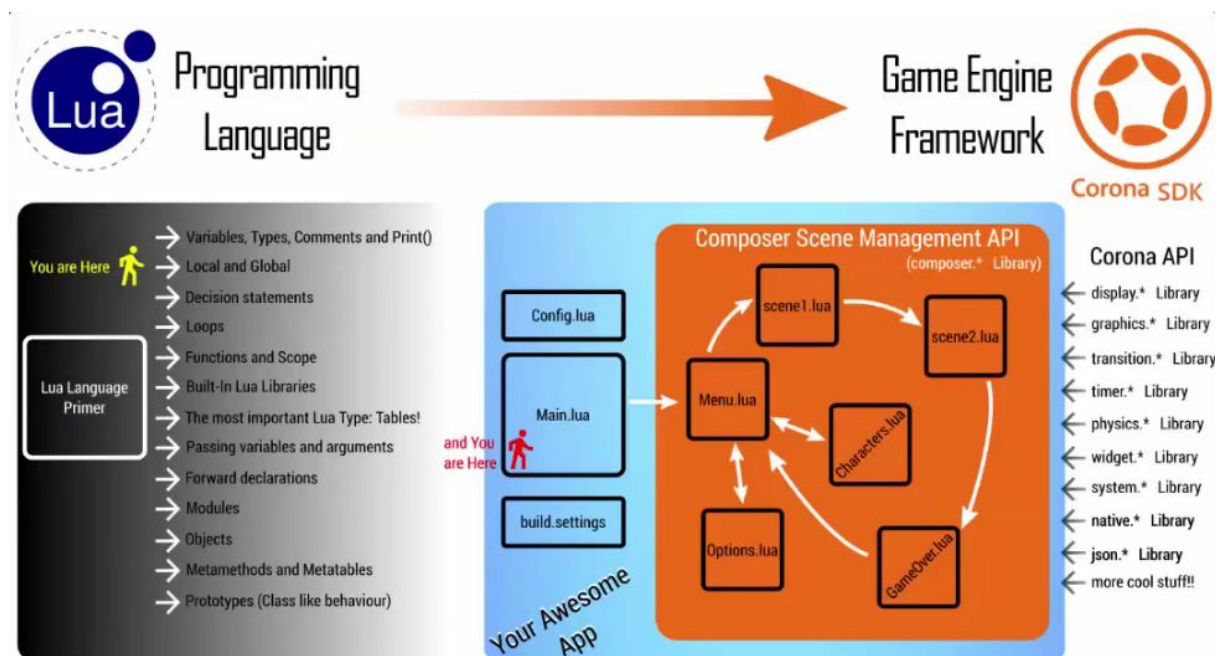 Lua
Programming
Language
Game Engine
Framework
Corona SDK
You are Here
Lua Language
Primer
Variables, Types, Comments and Print()
Local and Global
Decision statements
Loops
Functions and Scope
Built-In Lua Libraries
The most important Lua Type: Tables!
Passing variables and arguments
Forward declarations
Modules
Objects
Metamethods and Metatables
Prototypes (Class like behaviour)
and You
are Here
Config.lua
Main.lua
build.settings
Your Awesome
App
Composer Scene Management API
(composer.* Library)
scene1.lua
scene2.lua
Menu.lua
Characters.lua
Options.lua
GameOver.lua
Corona API
display.* Library
graphics.* Library
transition.* Library
timer.* Library
physics.* Library
widget.* Library
system.* Library
native.* Library
json.* Library
more cool stuff!!